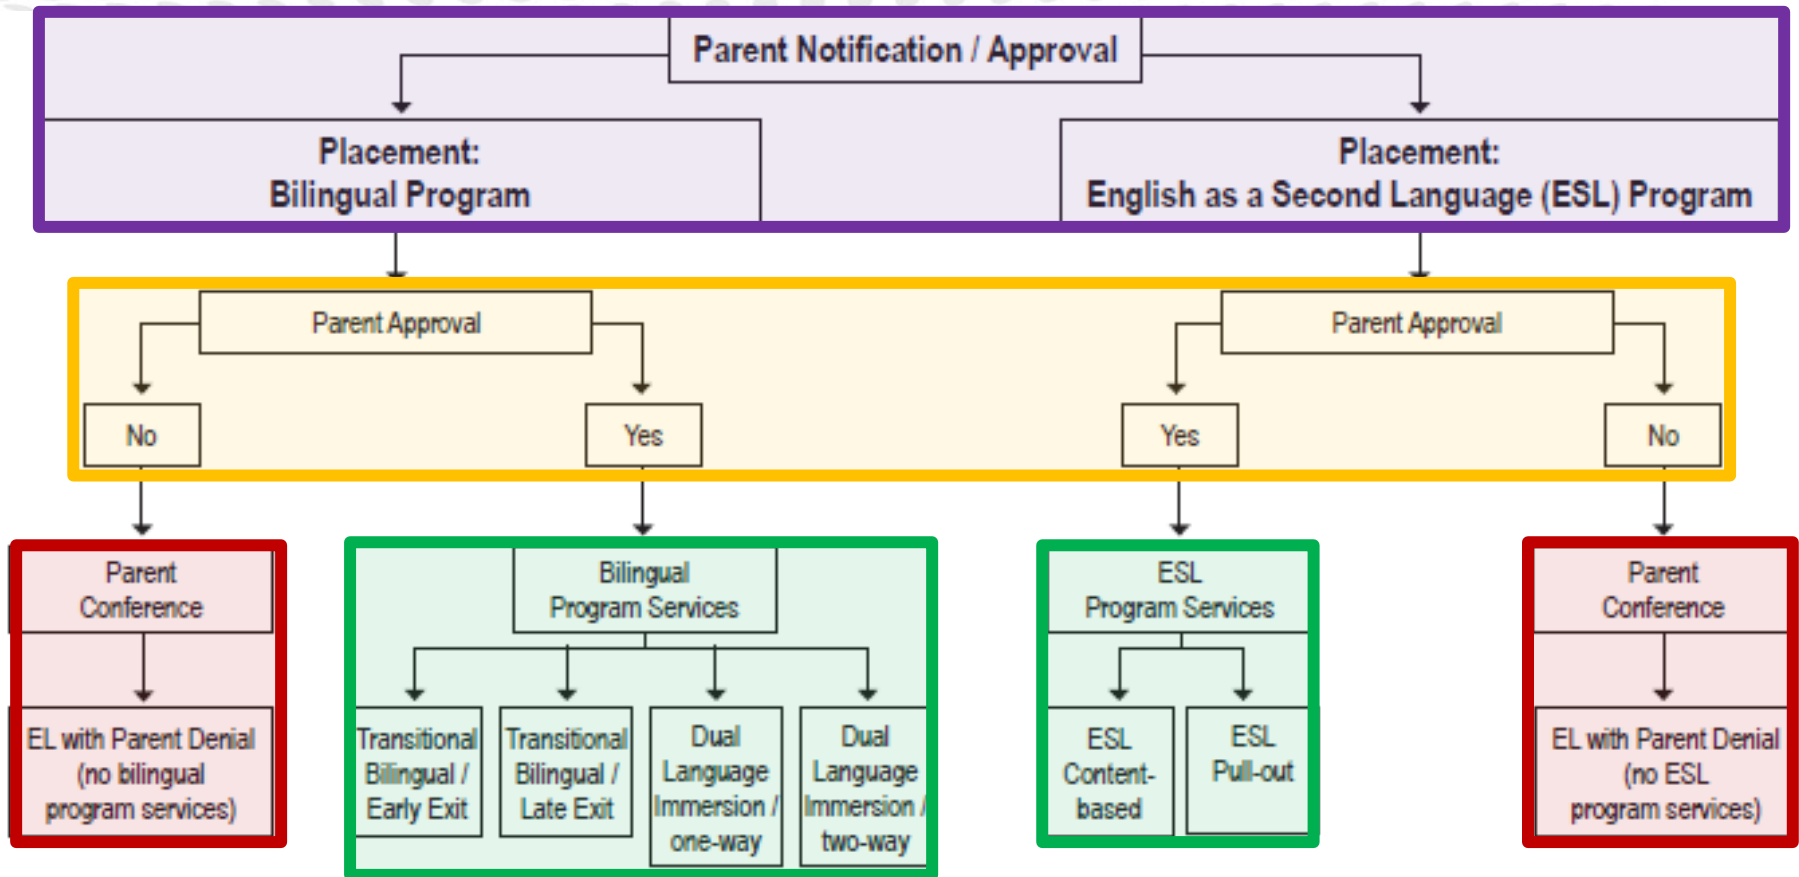 Parent Notification / Approval
Placement:
Bilingual Program
Placement:
English as a Second Language (ESL) Program
Parent Approval
Parent Approval
No
Yes
Yes
No
Parent
Conference
Bilingual
Program Services
ESL
Program Services
Parent
Conference
EL with Parent Denial
(no bilingual
program services)
Transitional
Bilingual /
Early Exit
Transitional
Bilingual /
Late Exit
Dual
Language
Immersion /
one-way
Dual
Language
Immersion /
two-way
ESL
Content-
based
ESL
Pull-out
EL with Parent Denial
(no ESL
program services)